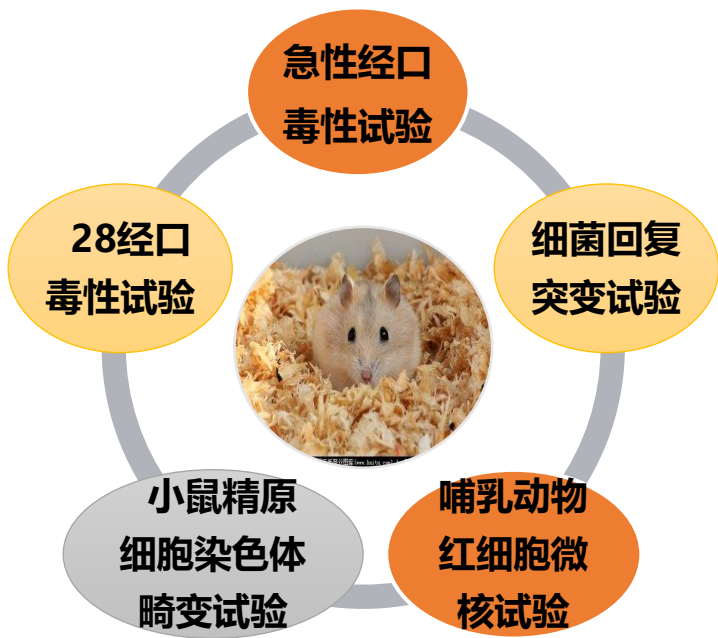 急性经口
毒性试验
细菌回复
突变试验
哺乳动物
红细胞微
核试验
小鼠精原
细胞染色体
畸变试验
28经口
毒性试验